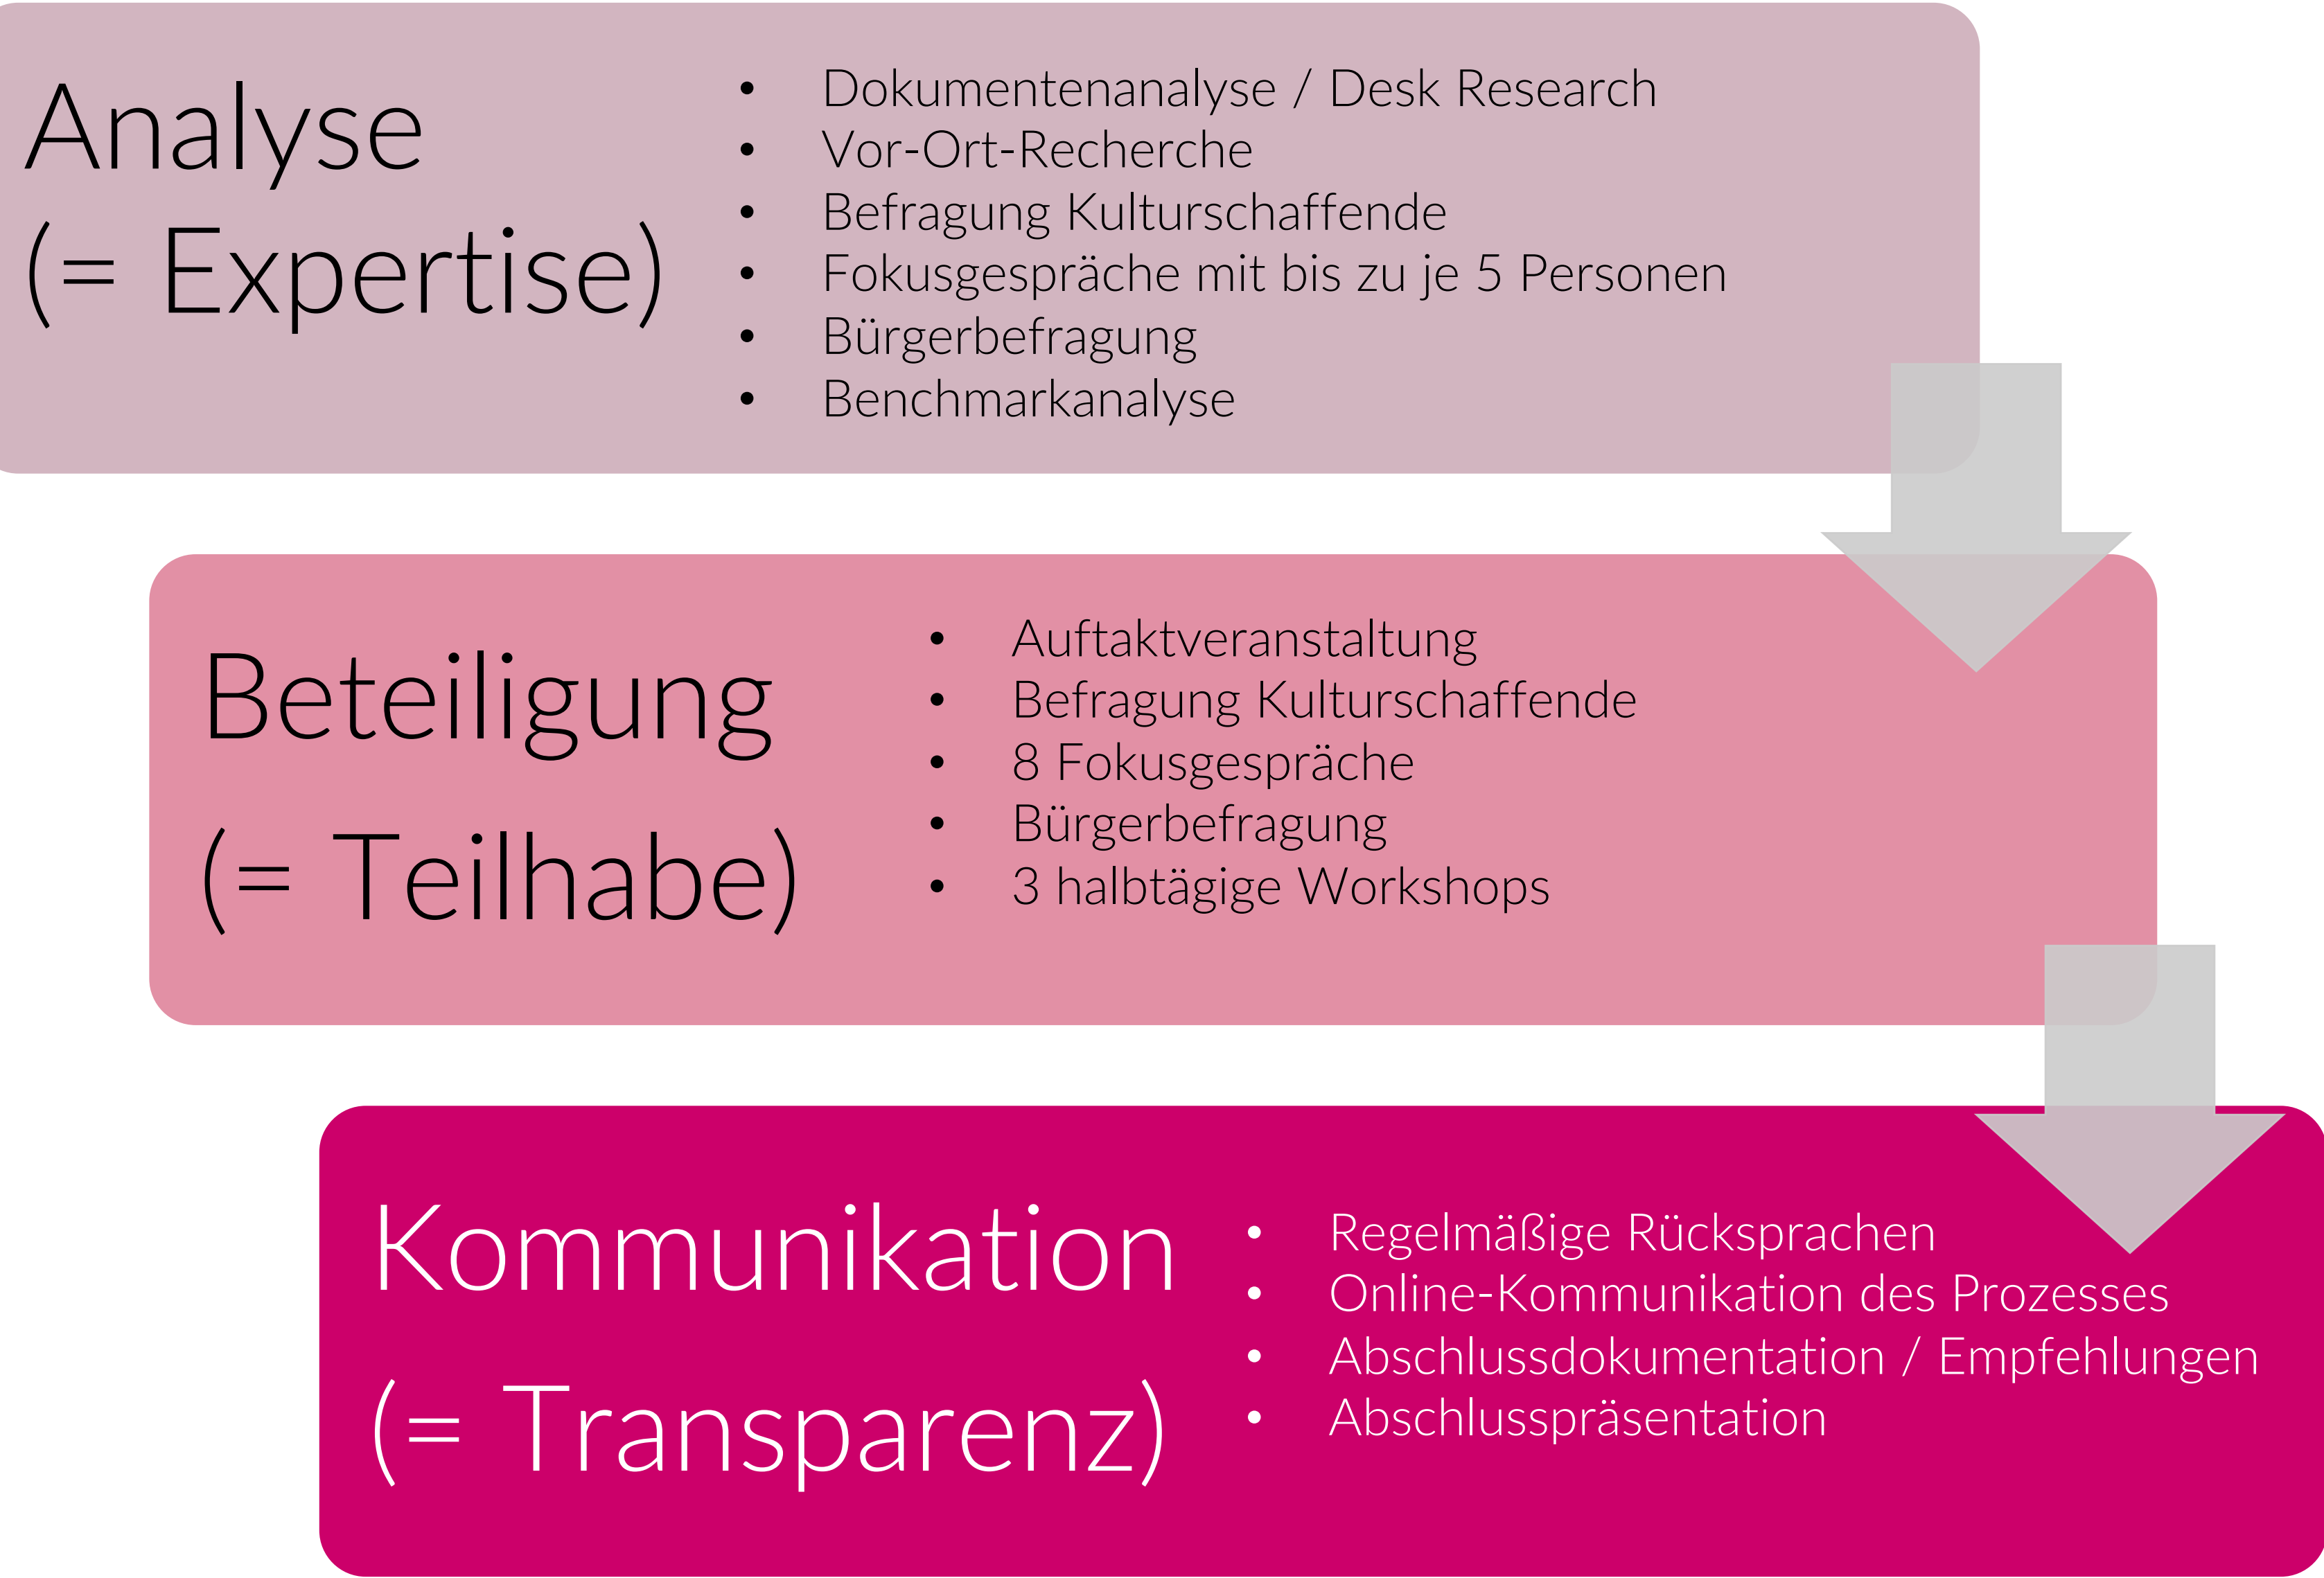 Analyse
(= Expertise)
• Dokumentenanalyse / Desk Research
• Vor-Ort-Recherche
• Befragung Kulturschaffende
• Fokusgespräche mit bis zu je 5 Personen
• Bürgerbefragung
• Benchmarkanalyse
Beteiligung
(= Teilhabe)
• Auftaktveranstaltung
• Befragung Kulturschaffende
• 8 Fokusgespräche
• Bürgerbefragung
• 3 halbtägige Workshops
Kommunikation
(= Transparenz)
• Regelmäßige Rücksprachen
• Online-Kommunikation des Prozesses
• Abschlussdokumentation / Empfehlungen
• Abschlusspräsentation